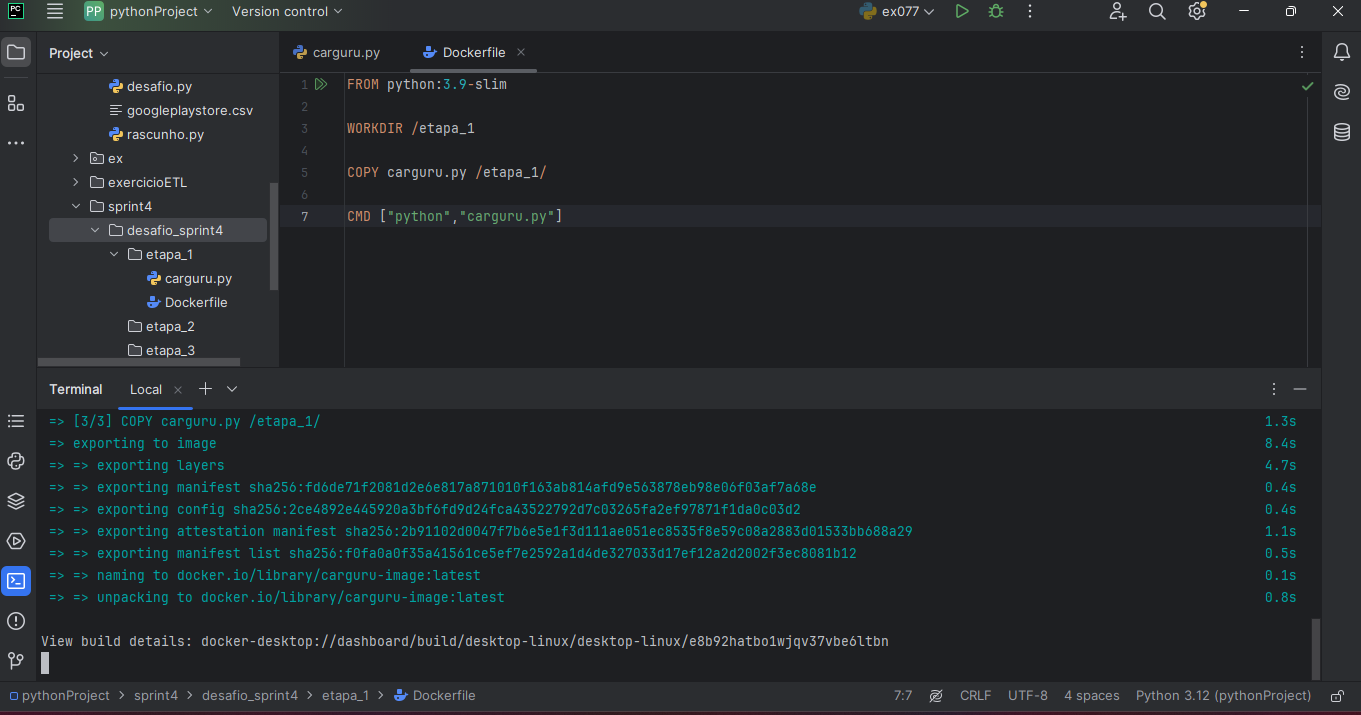 PC
PP pythonProject Version control ex077
Project
carguru.py Dockerfile
desafio.py
googleplaystore.csv
rascunho.py
ex
exercicioETL
sprint4
desafio_sprint4
etapa_1
carguru.py
Dockerfile
etapa_2
etapa_3
1 FROM python:3.9-slim
2
3 WORKDIR /etapa_1
4
5 COPY carguru.py /etapa_1/
6
7 CMD ["python","carguru.py"]
Terminal Local
=> [3/3] COPY carguru.py /etapa_1/ 1.3s
=> exporting to image 8.4s
=> => exporting layers 4.7s
=> => exporting manifest sha256:fd6de71f2081d2e6e817a871010f163ab814afd9e563878eb98e06f03af7a68e 0.4s
=> => exporting config sha256:2ce4892e445920a3bf6fd9d24fca43522792d7c03265fa2ef97871f1da0c03d2 0.4s
=> => exporting attestation manifest sha256:2b91102d0047f7b6e5e1f3d111ae051ec8535f8e59c08a2883d01533bb688a29 1.1s
=> => exporting manifest list sha256:f0fa0a0f35a41561ce5ef7e2592a1d4de327033d17ef12a2d2002f3ec8081b12 0.5s
=> => naming to docker.io/library/carguru-image:latest 0.1s
=> => unpacking to docker.io/library/carguru-image:latest 0.8s
View build details: docker-desktop://dashboard/build/desktop-linux/desktop-linux/e8b92hatbo1wjqv37vbe6ltbn
pythonProject > sprint4 > desafio_sprint4 > etapa_1 > Dockerfile 7:7 CRLF UTF-8 4 spaces Python 3.12 (pythonProject)